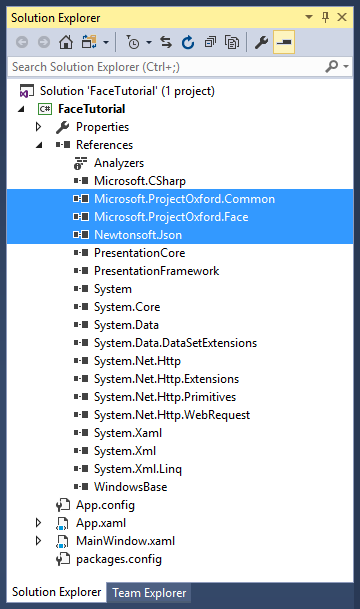 Solution Explorer
Search Solution Explorer (Ctrl+;)
Solution 'FaceTutorial' (1 project)
C# FaceTutorial
Properties
References
Analyzers
Microsoft.CSharp
Microsoft.ProjectOxford.Common
Microsoft.ProjectOxford.Face
Newtonsoft.Json
PresentationCore
PresentationFramework
System
System.Core
System.Data
System.Data.DataSetExtensions
System.Net.Http
System.Net.Http.Extensions
System.Net.Http.Primitives
System.Net.Http.WebRequest
System.Xaml
System.Xml
System.Xml.Linq
WindowsBase
App.config
App.xaml
MainWindow.xaml
packages.config
Solution Explorer Team Explorer